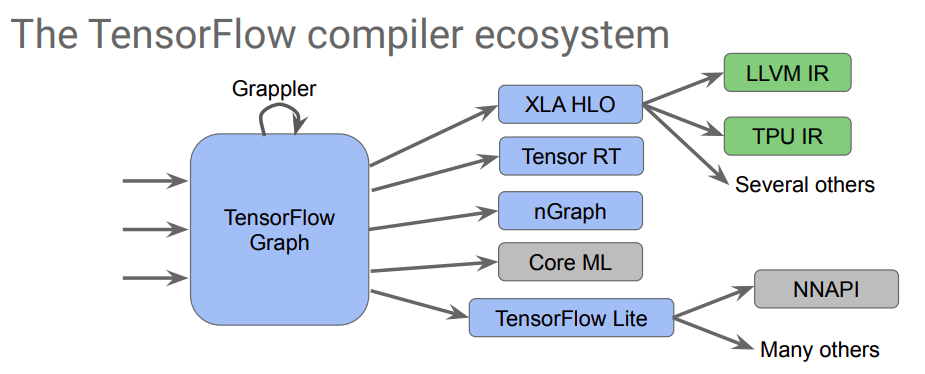 The TensorFlow compiler ecosystem
Grappler
TensorFlow
Graph
XLA HLO
Tensor RT
nGraph
Core ML
TensorFlow Lite
LLVM IR
TPU IR
Several others
NNAPI
Many others